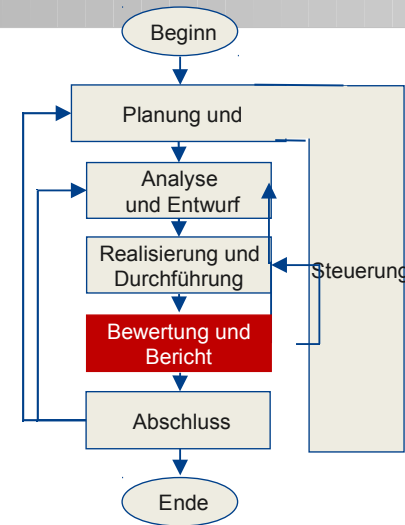 Beginn
Planung und
Analyse
und Entwurf
Realisierung und
Durchführung
Steuerung
Bewertung und
Bericht
Abschluss
Ende